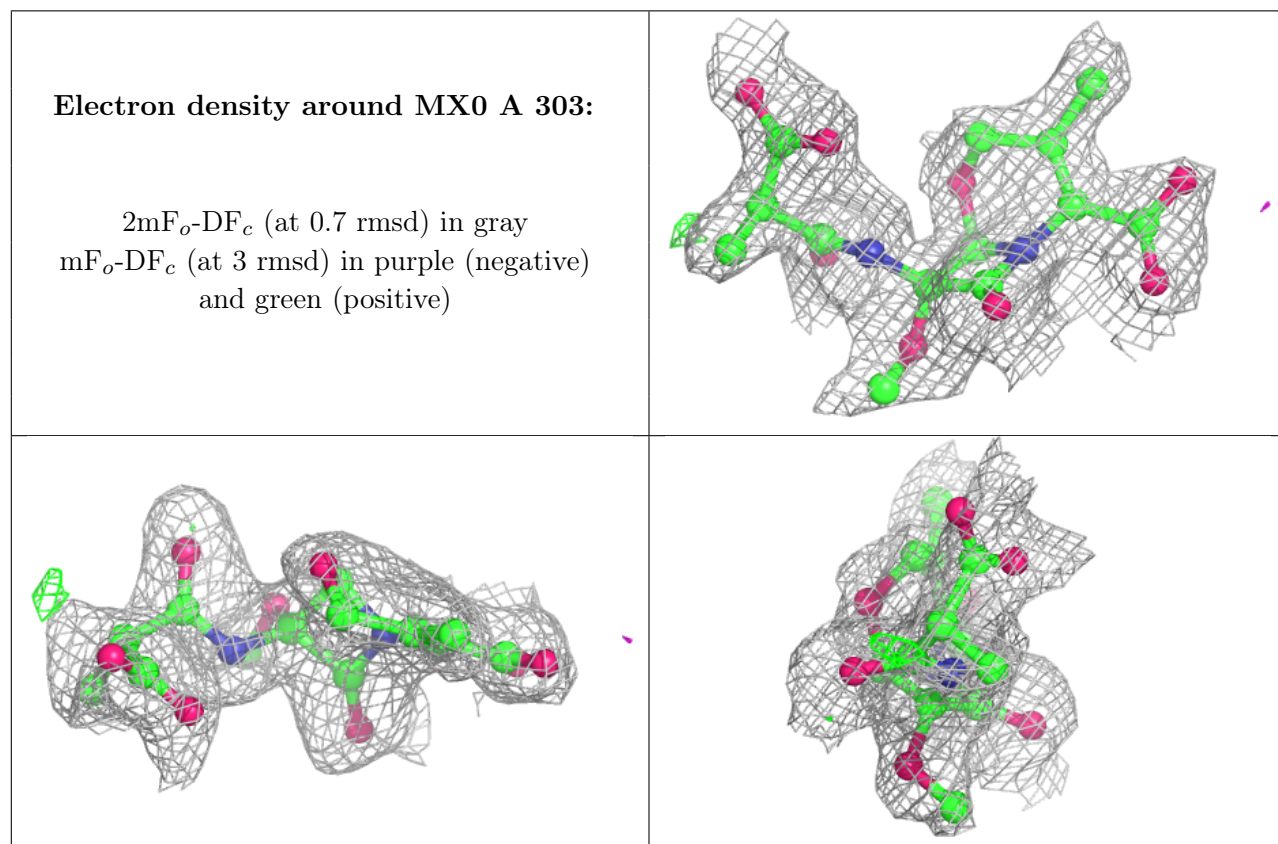 Electron density around MX0 A 303:
2mFo-DFc (at 0.7 rmsd) in gray
mFo-DFc (at 3 rmsd) in purple (negative)
and green (positive)